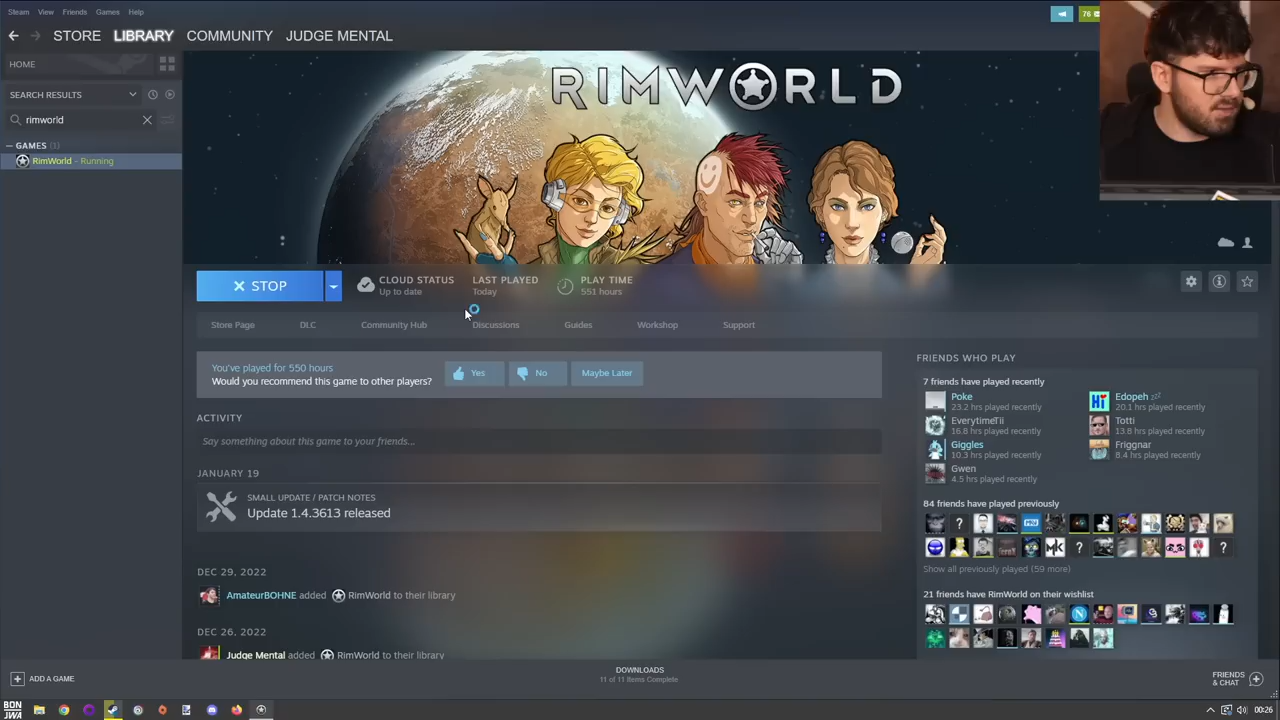 Steam View Friends Games Help
76
STORE LIBRARY COMMUNITY JUDGE MENTAL
HOME
SEARCH RESULTS
rimworld
GAMES (1)
RimWorld - Running
RIMWORLD
STOP
CLOUD STATUS
Up to date
LAST PLAYED
Today
PLAY TIME
551 hours
Store Page DLC Community Hub Discussions Guides Workshop Support
You've played for 550 hours
Would you recommend this game to other players?
Yes No Maybe Later
ACTIVITY
Say something about this game to your friends...
JANUARY 19
SMALL UPDATE / PATCH NOTES
Update 1.4.3613 released
DEC 29, 2022
AmateurBOHNE added RimWorld to their library
DEC 26, 2022
Judge Mental added RimWorld to their library
FRIENDS WHO PLAY
7 friends have played recently
Poke
23.2 hrs played recently
Edopeh zzz
20.1 hrs played recently
EverytimeTii
16.8 hrs played recently
Totti
13.8 hrs played recently
Giggles
10.3 hrs played recently
Friggnar
8.4 hrs played recently
Gwen
4.5 hrs played recently
84 friends have played previously
Show all previously played (59 more)
21 friends have RimWorld on their wishlist
ADD A GAME
DOWNLOADS
11 of 11 Items Complete
FRIENDS
& CHAT
BON
JWA
00:26